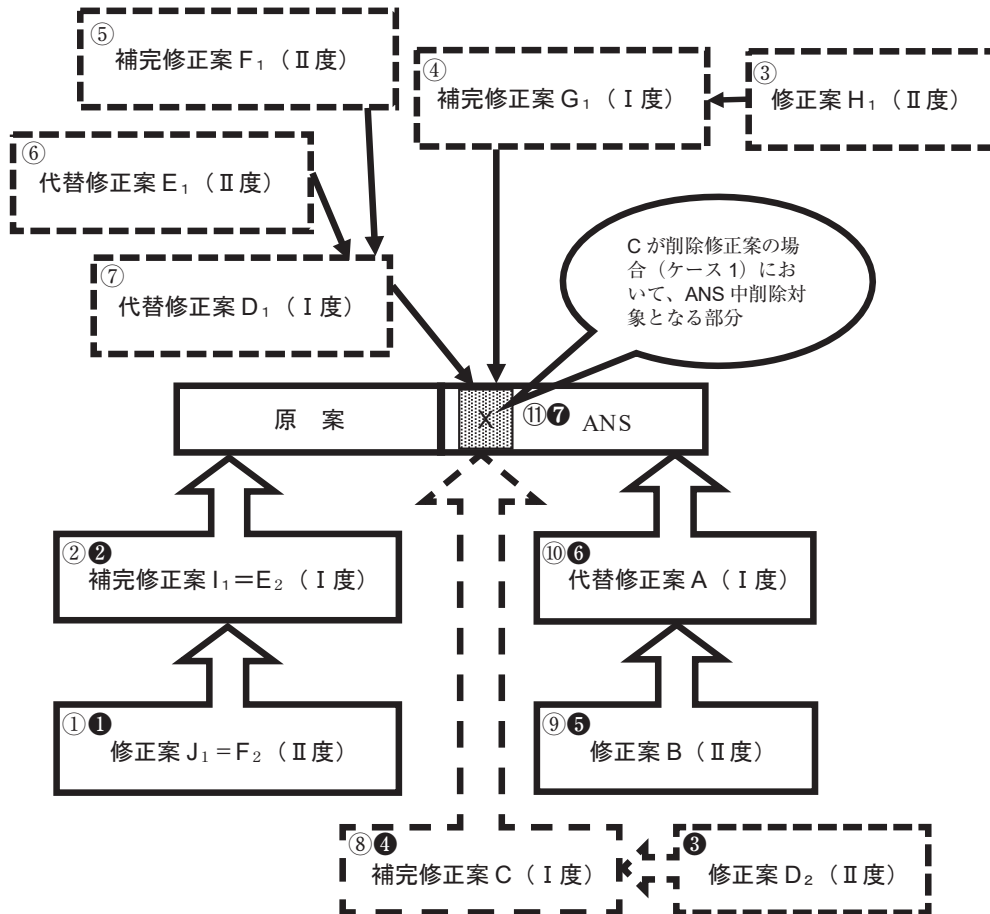 ⑤
補完修正案 F₁ (Ⅱ度)
④
補完修正案 G₁ (Ⅰ度)
③
修正案 H₁ (Ⅱ度)
⑥
代替修正案 E₁ (Ⅱ度)
⑦
代替修正案 D₁ (Ⅰ度)
C が削除修正案の場
合(ケース 1)にお
いて、ANS 中削除対
象となる部分
原 案
X
⑪❼ ANS
②❷
補完修正案 I₁=E₂ (Ⅰ度)
⑩❻
代替修正案 A (Ⅰ度)
①❶
修正案 J₁=F₂ (Ⅱ度)
⑨❺
修正案 B (Ⅱ度)
⑧❹
補完修正案 C (Ⅰ度)
❸
修正案 D₂ (Ⅱ度)